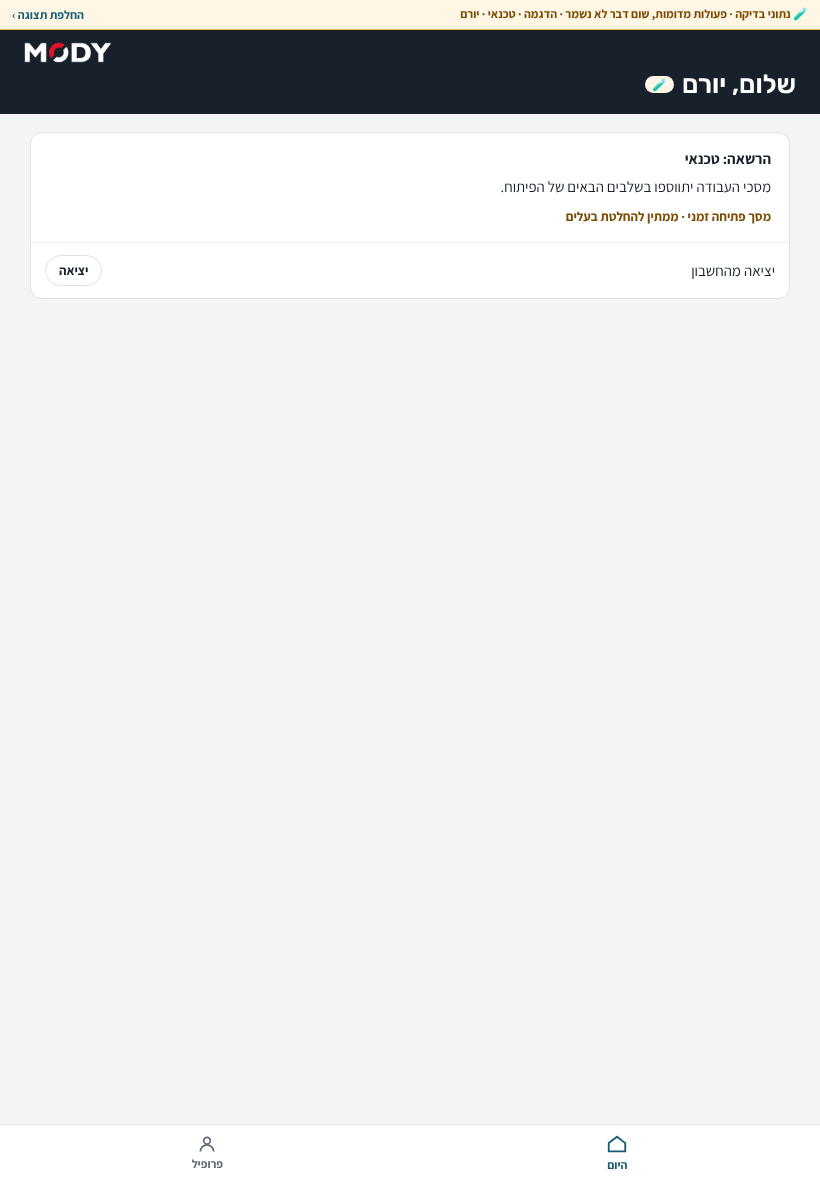 🧪 נתוני בדיקה · פעולות מדומות, שום דבר לא נשמר · הדגמה · טכנאי · יורם
החלפת תצוגה ›
MODY
שלום, יורם 🧪
הרשאה: טכנאי
מסכי העבודה יתווספו בשלבים הבאים של הפיתוח.
מסך פתיחה זמני · ממתין להחלטת בעלים
יציאה מהחשבון
יציאה
היום
פרופיל